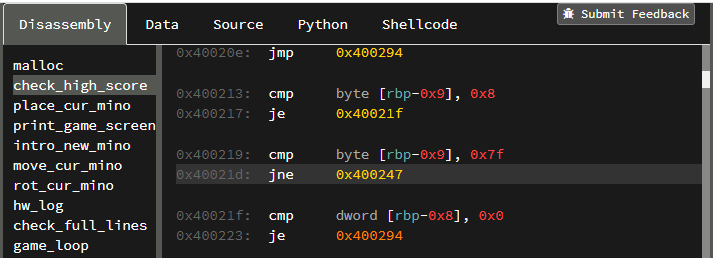 Disassembly Data Source Python Shellcode Submit Feedback
malloc
check_high_score
place_cur_mino
print_game_screen
intro_new_mino
move_cur_mino
rot_cur_mino
hw_log
check_full_lines
game_loop
0x40020e: jmp 0x400294
0x400213: cmp byte [rbp-0x9], 0x8
0x400217: je 0x40021f
0x400219: cmp byte [rbp-0x9], 0x7f
0x40021d: jne 0x400247
0x40021f: cmp dword [rbp-0x8], 0x0
0x400223: je 0x400294